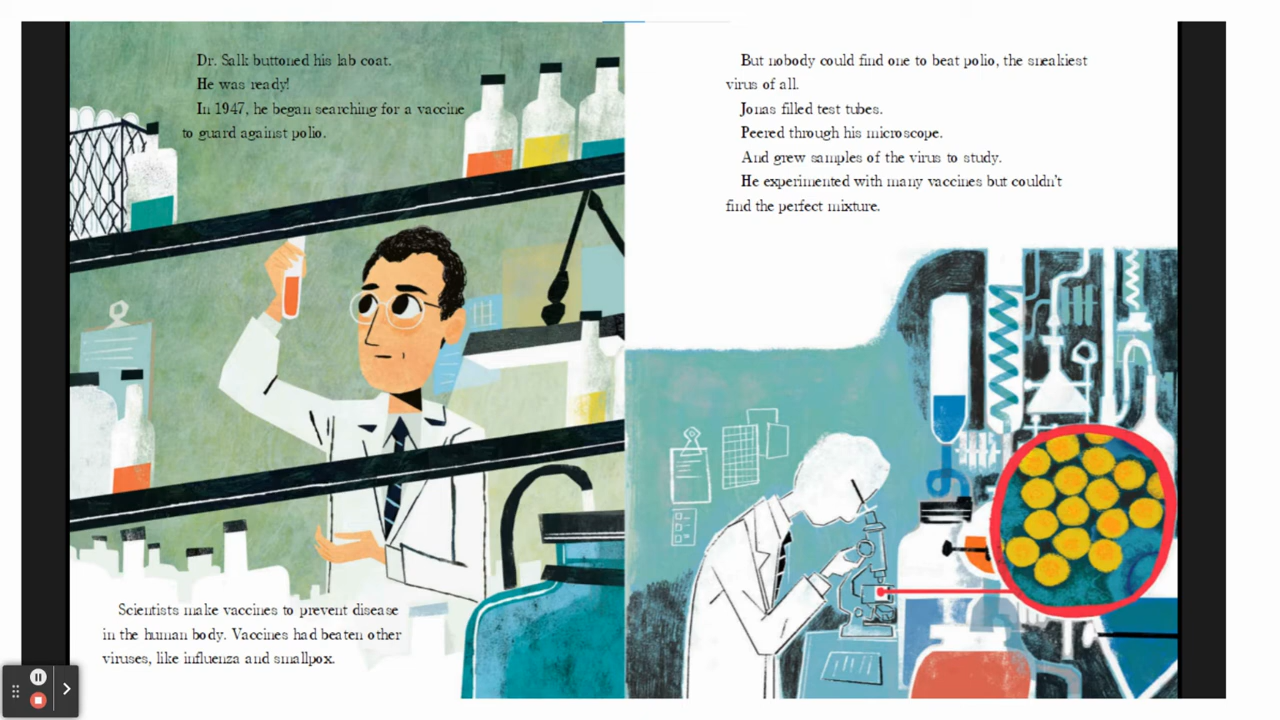 Dr. Salk buttoned his lab coat.
He was ready!
In 1947, he began searching for a vaccine
to guard against polio.
Scientists make vaccines to prevent disease
in the human body. Vaccines had beaten other
viruses, like influenza and smallpox.
But nobody could find one to beat polio, the sneakiest
virus of all.
Jonas filled test tubes.
Peered through his microscope.
And grew samples of the virus to study.
He experimented with many vaccines but couldn't
find the perfect mixture.